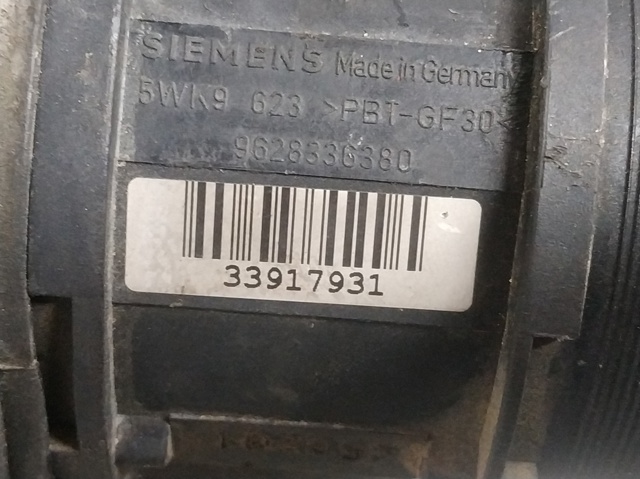 SIEMENS Made in Germany
5WK9 623 >PBT-GF30<
9628336380
33917931